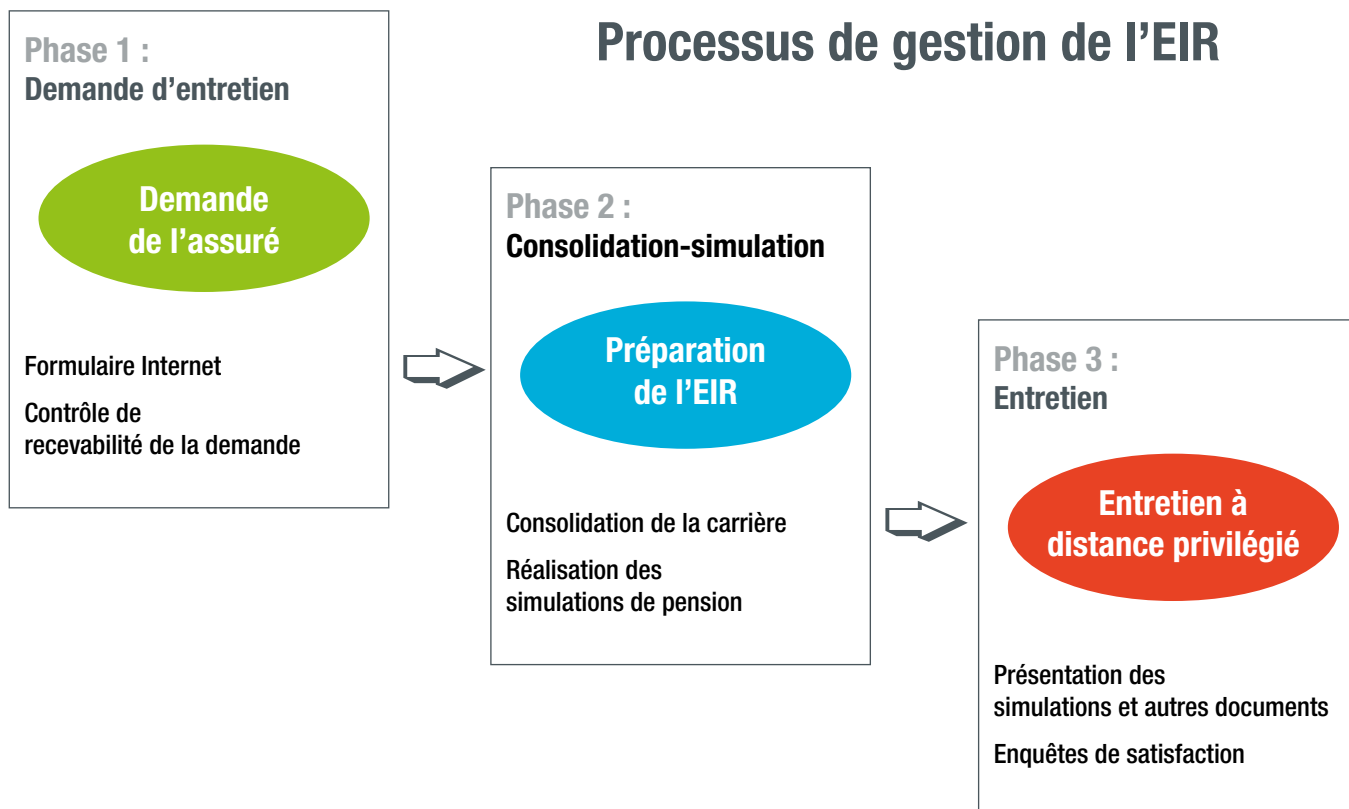 Processus de gestion de l’EIR
Phase 1 :
Demande d’entretien
Demande
de l’assuré
Formulaire Internet
Contrôle de
recevabilité de la demande
Phase 2 :
Consolidation-simulation
Préparation
de l’EIR
Consolidation de la carrière
Réalisation des
simulations de pension
Phase 3 :
Entretien
Entretien à
distance privilégié
Présentation des
simulations et autres documents
Enquêtes de satisfaction